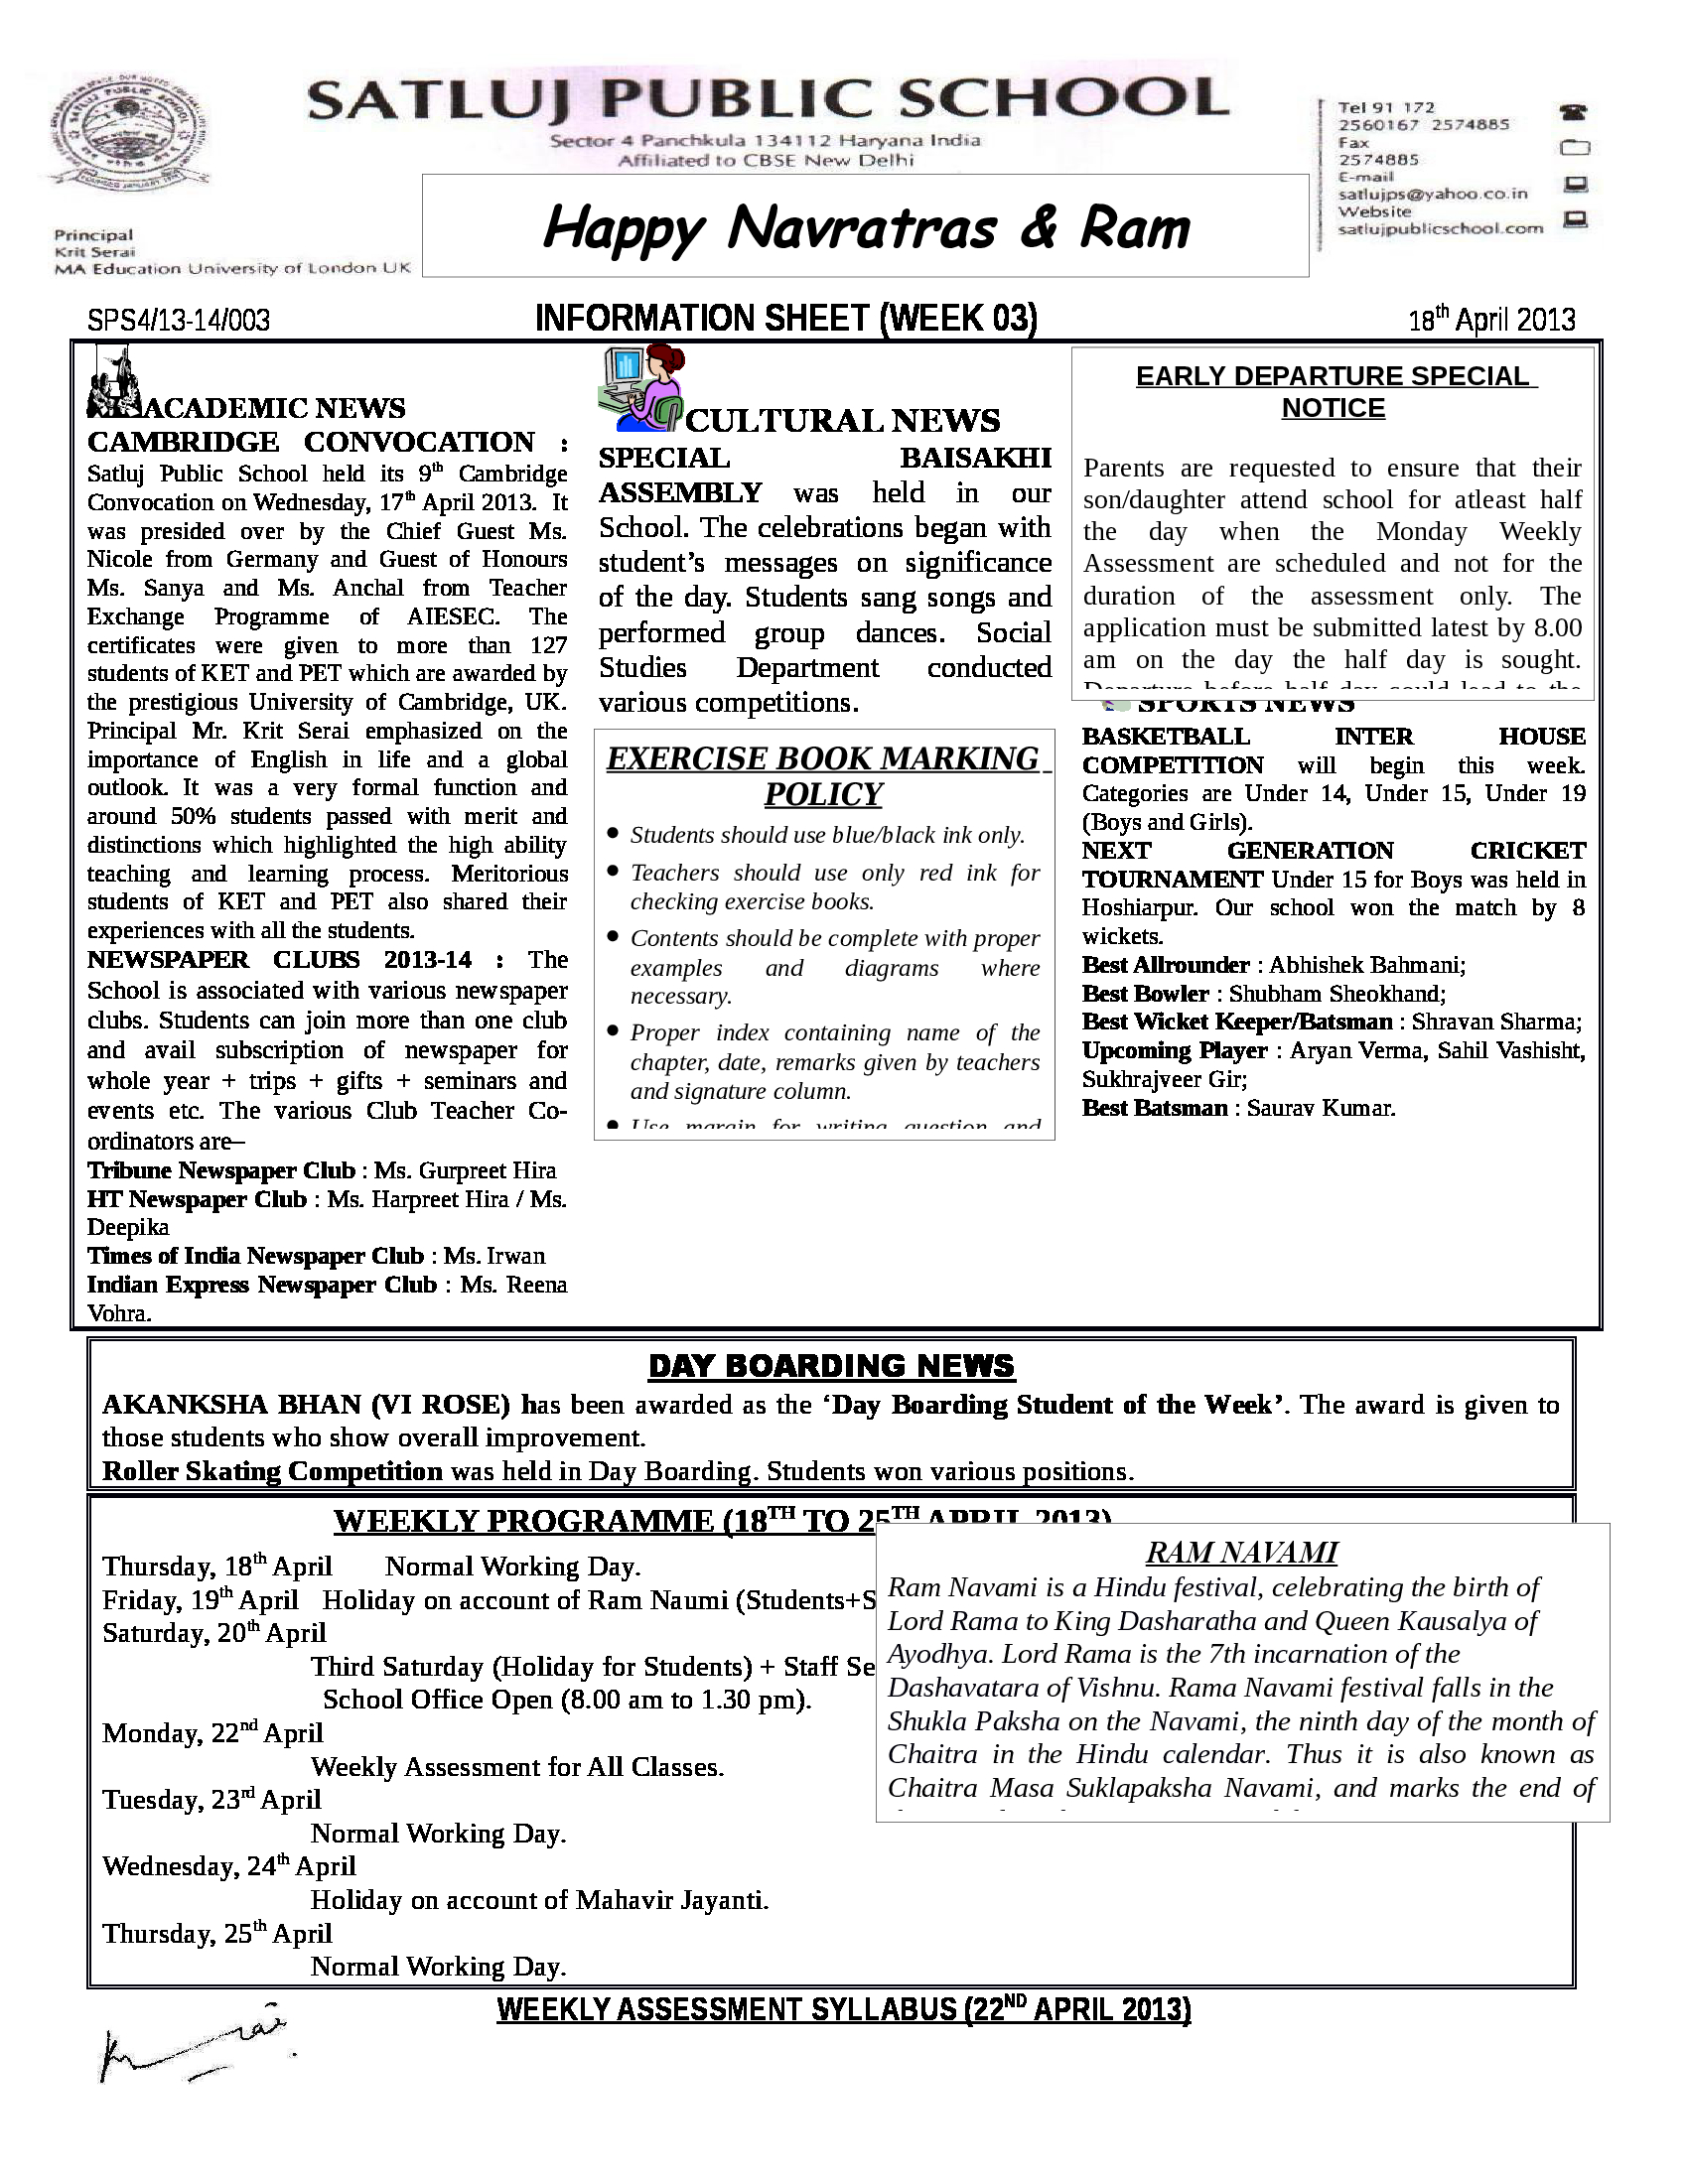 SATLUJ PUBLIC SCHOOL
Sector 4 Panchkula 134112 Haryana India
Affiliated to CBSE New Delhi
Tel 91 172
2560167 2574885
Fax
2574885
E-mail
satlujps@yahoo.co.in
Website
satlujpublicschool.com
Principal
Krit Serai
MA Education University of London UK
Happy Navratras & Ram
SPS4/13-14/003
INFORMATION SHEET (WEEK 03)
18th April 2013
ACADEMIC NEWS
CAMBRIDGE CONVOCATION :
Satluj Public School held its 9th Cambridge
Convocation on Wednesday, 17th April 2013. It
was presided over by the Chief Guest Ms.
Nicole from Germany and Guest of Honours
Ms. Sanya and Ms. Anchal from Teacher
Exchange Programme of AIESEC. The
certificates were given to more than 127
students of KET and PET which are awarded by
the prestigious University of Cambridge, UK.
Principal Mr. Krit Serai emphasized on the
importance of English in life and a global
outlook. It was a very formal function and
around 50% students passed with merit and
distinctions which highlighted the high ability
teaching and learning process. Meritorious
students of KET and PET also shared their
experiences with all the students.
NEWSPAPER CLUBS 2013-14 : The
School is associated with various newspaper
clubs. Students can join more than one club
and avail subscription of newspaper for
whole year + trips + gifts + seminars and
events etc. The various Club Teacher Co-
ordinators are–
Tribune Newspaper Club : Ms. Gurpreet Hira
HT Newspaper Club : Ms. Harpreet Hira / Ms.
Deepika
Times of India Newspaper Club : Ms. Irwan
Indian Express Newspaper Club : Ms. Reena
Vohra.
CULTURAL NEWS
SPECIAL BAISAKHI
ASSEMBLY was held in our
School. The celebrations began with
student’s messages on significance
of the day. Students sang songs and
performed group dances. Social
Studies Department conducted
various competitions.
EXERCISE BOOK MARKING
POLICY
• Students should use blue/black ink only.
• Teachers should use only red ink for
checking exercise books.
• Contents should be complete with proper
examples and diagrams where
necessary.
• Proper index containing name of the
chapter, date, remarks given by teachers
and signature column.
• Use margin for writing question and
EARLY DEPARTURE SPECIAL
NOTICE
Parents are requested to ensure that their
son/daughter attend school for atleast half
the day when the Monday Weekly
Assessment are scheduled and not for the
duration of the assessment only. The
application must be submitted latest by 8.00
am on the day the half day is sought.
Departure before half day could lead to the
SPORTS NEWS
BASKETBALL INTER HOUSE
COMPETITION will begin this week.
Categories are Under 14, Under 15, Under 19
(Boys and Girls).
NEXT GENERATION CRICKET
TOURNAMENT Under 15 for Boys was held in
Hoshiarpur. Our school won the match by 8
wickets.
Best Allrounder : Abhishek Bahmani;
Best Bowler : Shubham Sheokhand;
Best Wicket Keeper/Batsman : Shravan Sharma;
Upcoming Player : Aryan Verma, Sahil Vashisht,
Sukhrajveer Gir;
Best Batsman : Saurav Kumar.
DAY BOARDING NEWS
AKANKSHA BHAN (VI ROSE) has been awarded as the ‘Day Boarding Student of the Week’. The award is given to
those students who show overall improvement.
Roller Skating Competition was held in Day Boarding. Students won various positions.
WEEKLY PROGRAMME (18TH TO 25TH APRIL 2013)
Thursday, 18th April Normal Working Day.
Friday, 19th April Holiday on account of Ram Naumi (Students+S
Saturday, 20th April
Third Saturday (Holiday for Students) + Staff Se
School Office Open (8.00 am to 1.30 pm).
Monday, 22nd April
Weekly Assessment for All Classes.
Tuesday, 23rd April
Normal Working Day.
Wednesday, 24th April
Holiday on account of Mahavir Jayanti.
Thursday, 25th April
Normal Working Day.
RAM NAVAMI
Ram Navami is a Hindu festival, celebrating the birth of
Lord Rama to King Dasharatha and Queen Kausalya of
Ayodhya. Lord Rama is the 7th incarnation of the
Dashavatara of Vishnu. Rama Navami festival falls in the
Shukla Paksha on the Navami, the ninth day of the month of
Chaitra in the Hindu calendar. Thus it is also known as
Chaitra Masa Suklapaksha Navami, and marks the end of
WEEKLY ASSESSMENT SYLLABUS (22ND APRIL 2013)